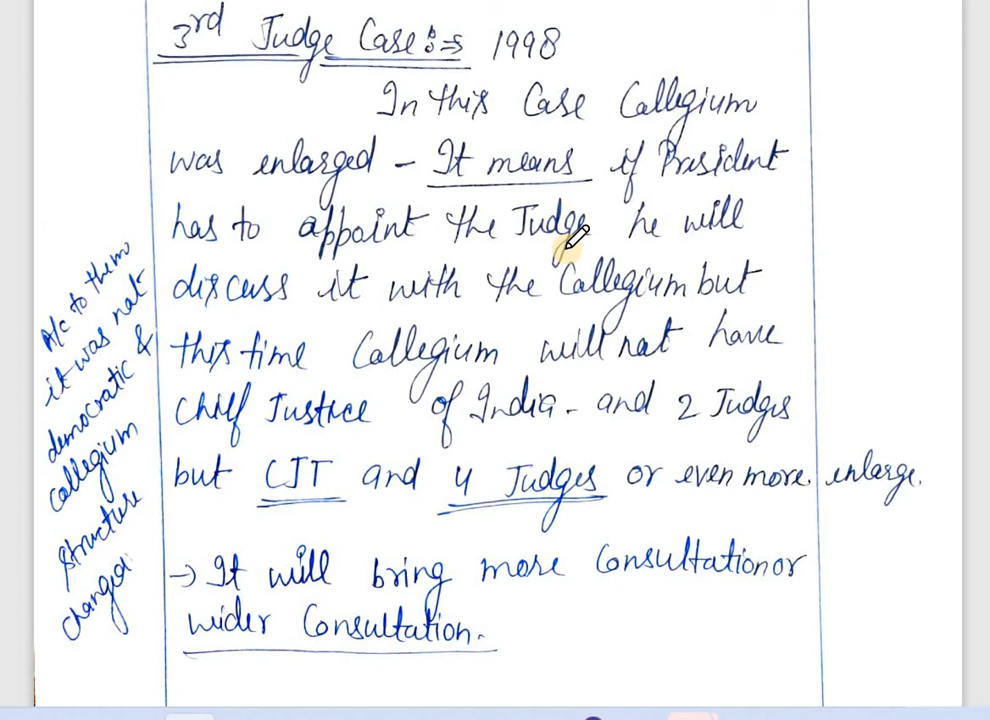 3rd Judge Case :⇒ 1998
In this Case Collegium
was enlarged - It means if President
has to appoint the Judge he will
discuss it with the Collegium but
this time Collegium will not have
Chief Justice of India - and 2 Judges
but CJI and 4 Judges or even more enlarge.
→ It will bring more Consultation or
wider Consultation.
A/c to them
it was not
democratic &
collegium
structure
changed.